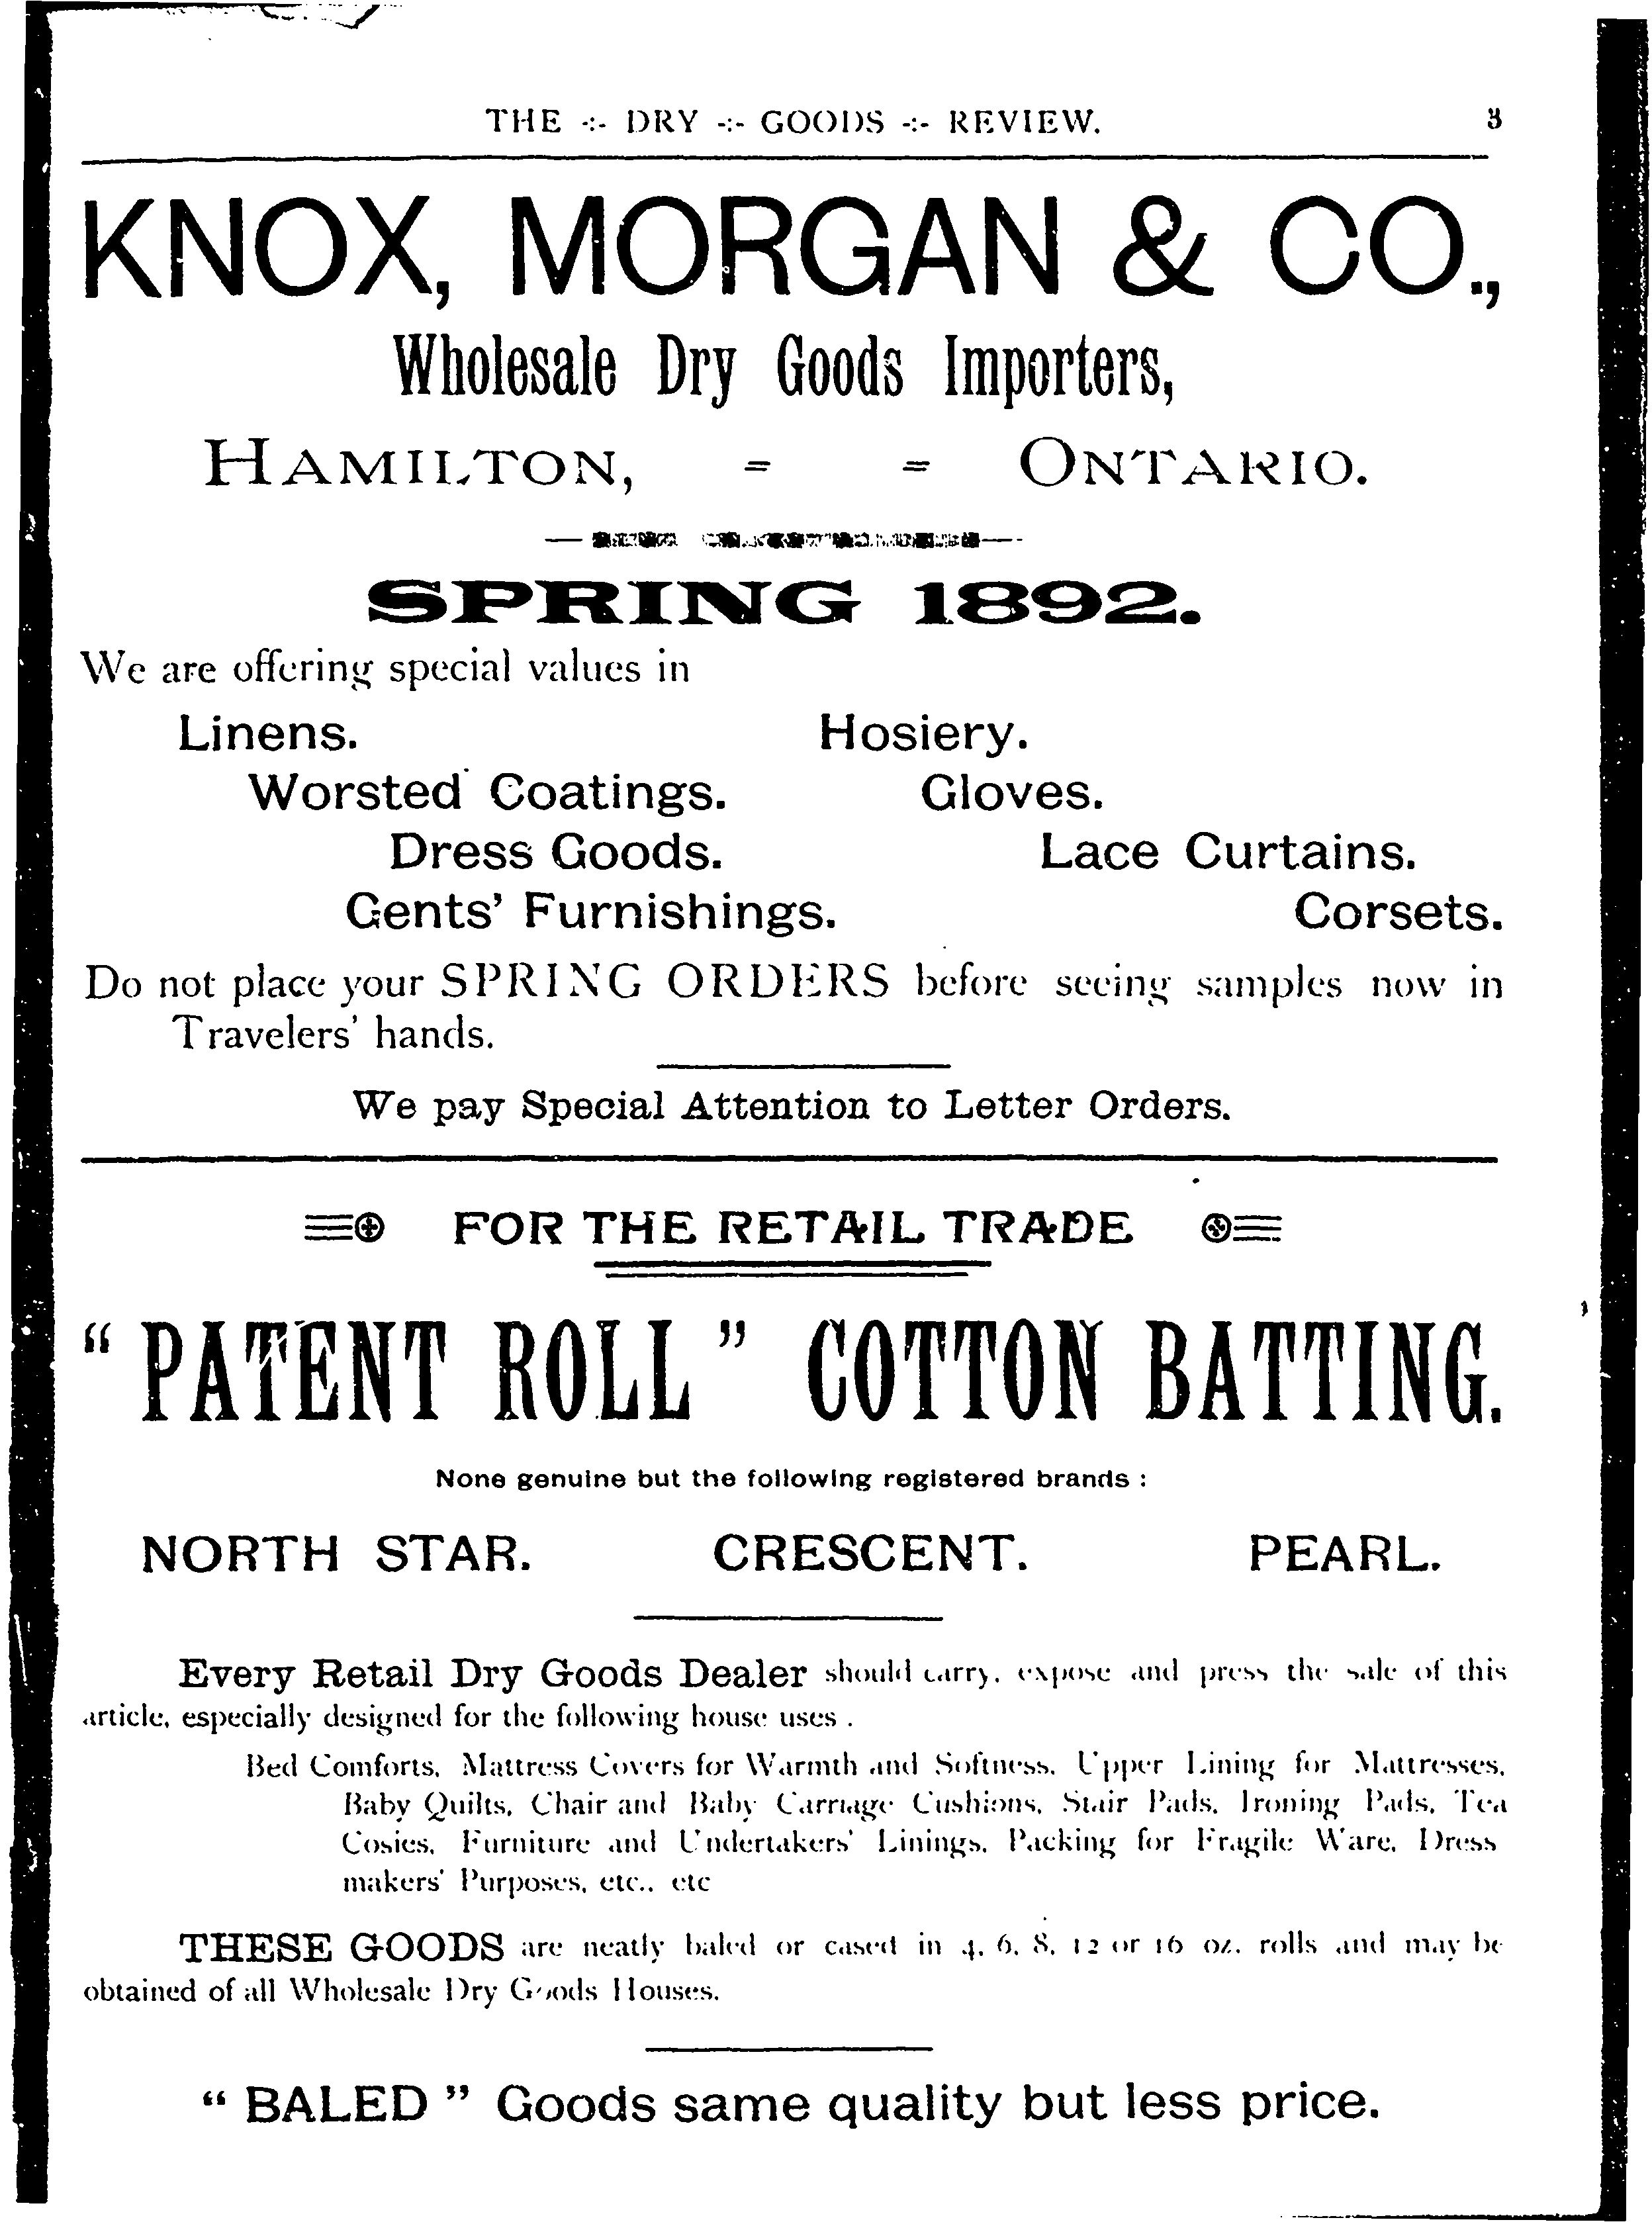 THE -:- DRY -:- GOODS -:- REVIEW. 3
KNOX, MORGAN & CO.,
Wholesale Dry Goods Importers,
HAMILTON, = = ONTARIO.
SPRING 1892.
We are offering special values in
Linens. Hosiery.
Worsted Coatings. Gloves.
Dress Goods. Lace Curtains.
Gents' Furnishings. Corsets.
Do not place your SPRING ORDERS before seeing samples now in
Travelers' hands.
We pay Special Attention to Letter Orders.
FOR THE RETAIL TRADE
" PATENT ROLL " COTTON BATTING.
None genuine but the following registered brands :
NORTH STAR. CRESCENT. PEARL.
Every Retail Dry Goods Dealer should carry, expose and press the sale of this
article, especially designed for the following house uses .
Bed Comforts, Mattress Covers for Warmth and Softness, Upper Lining for Mattresses,
Baby Quilts, Chair and Baby Carriage Cushions, Stair Pads, Ironing Pads, Tea
Cosies, Furniture and Undertakers' Linings, Packing for Fragile Ware, Dress
makers' Purposes, etc., etc
THESE GOODS are neatly baled or cased in 4, 6, 8, 12 or 16 oz. rolls and may be
obtained of all Wholesale Dry Goods Houses.
" BALED " Goods same quality but less price.